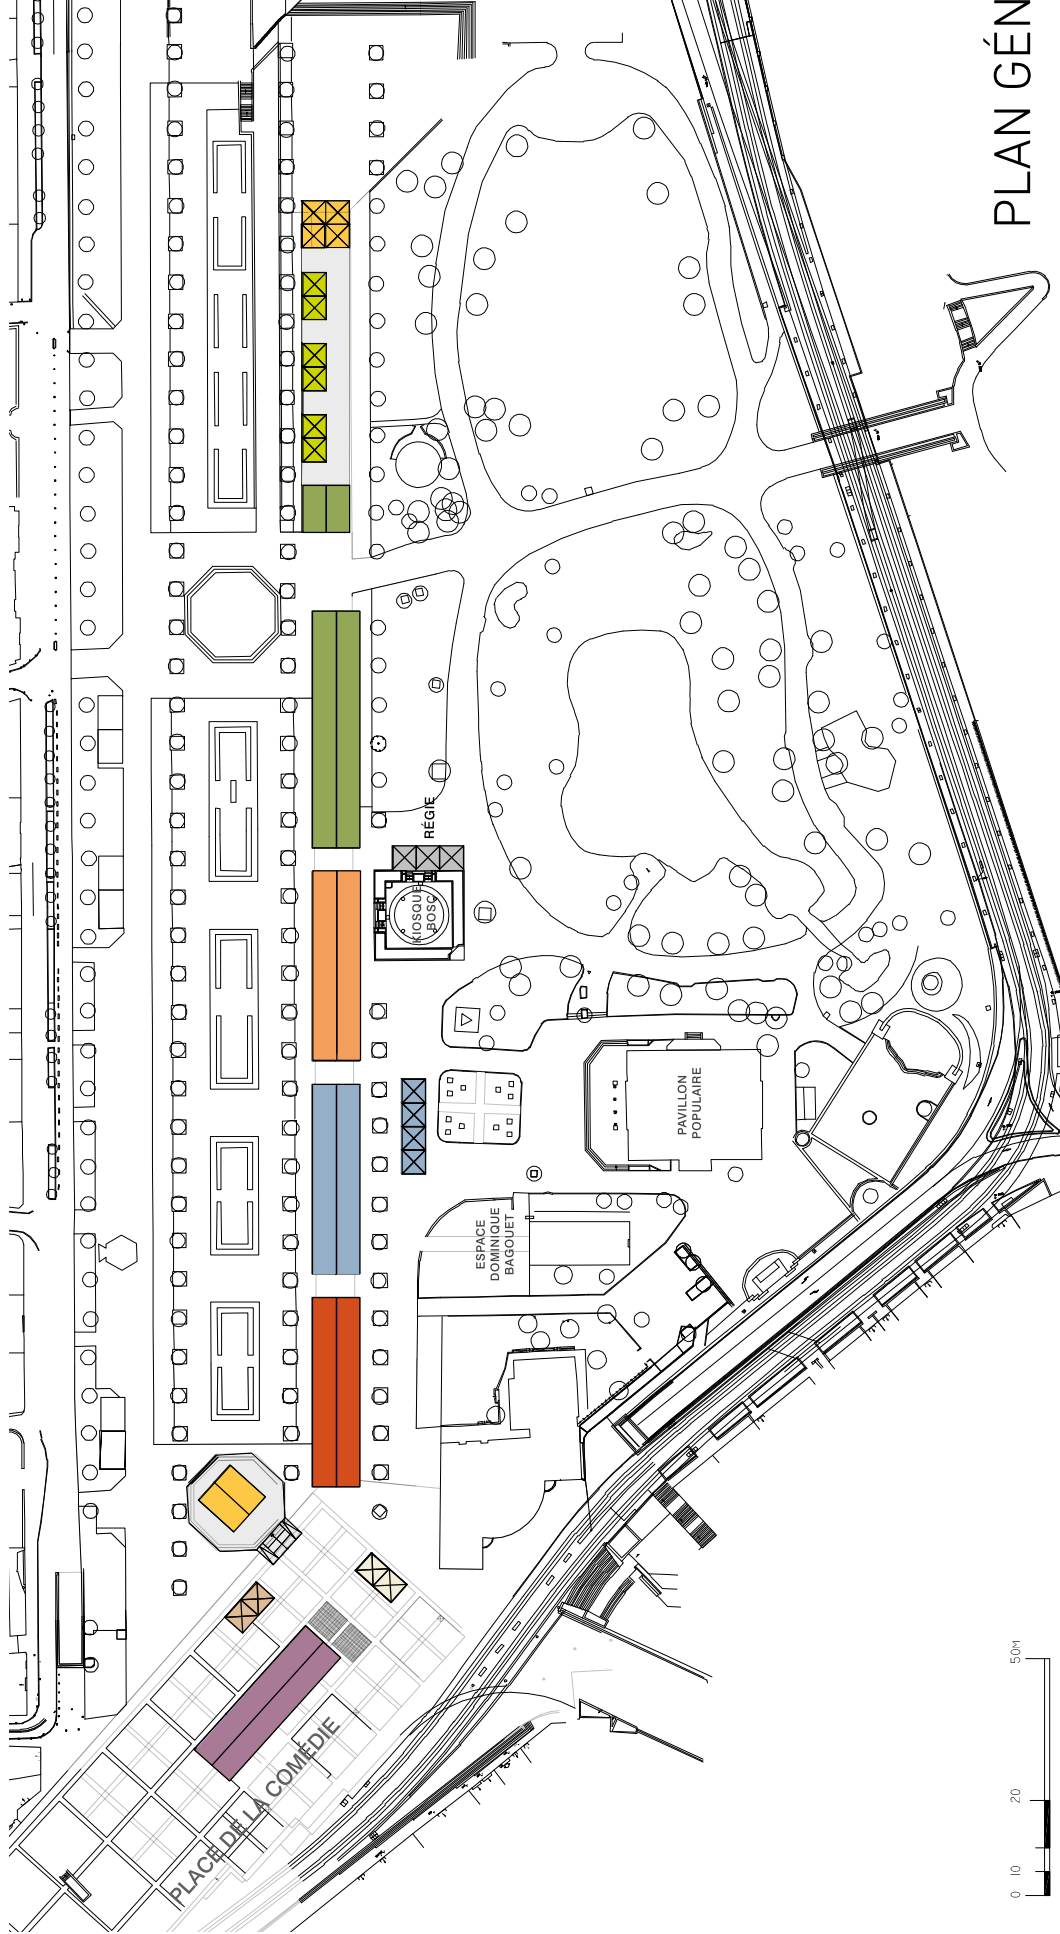 PLAN GÉN
RÉGIE
KIOSQUE
BOSC
PAVILLON
POPULAIRE
ESPACE
DOMINIQUE
BAGOUET
PLACE DE LA COMÉDIE
0 10 20 50M